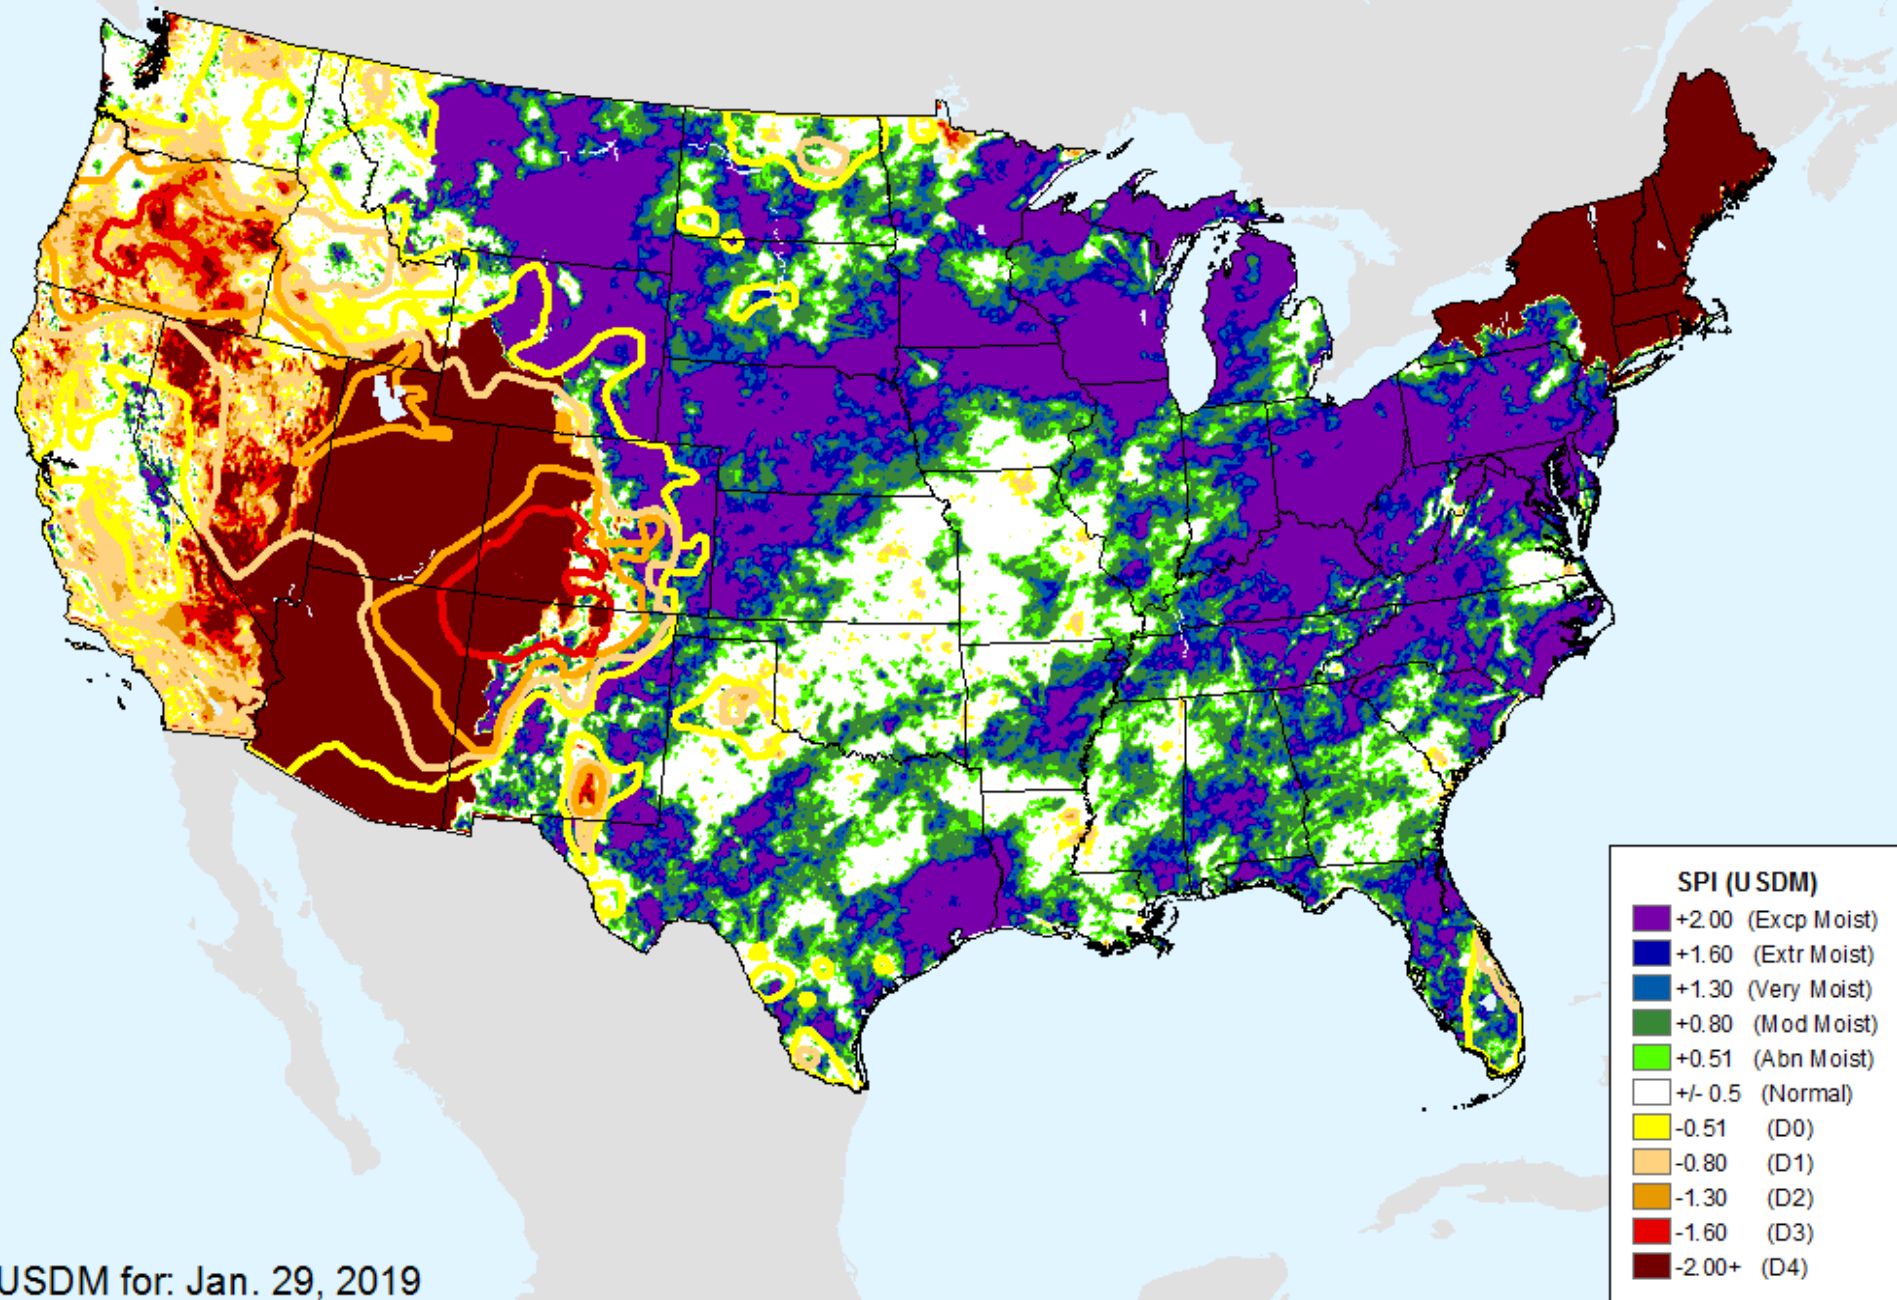 SPI (USDM)
+2.00 (Excp Moist)
+1.60 (Extr Moist)
+1.30 (Very Moist)
+0.80 (Mod Moist)
+0.51 (Abn Moist)
+/- 0.5 (Normal)
-0.51 (D0)
-0.80 (D1)
-1.30 (D2)
-1.60 (D3)
-2.00+ (D4)
USDM for: Jan. 29, 2019